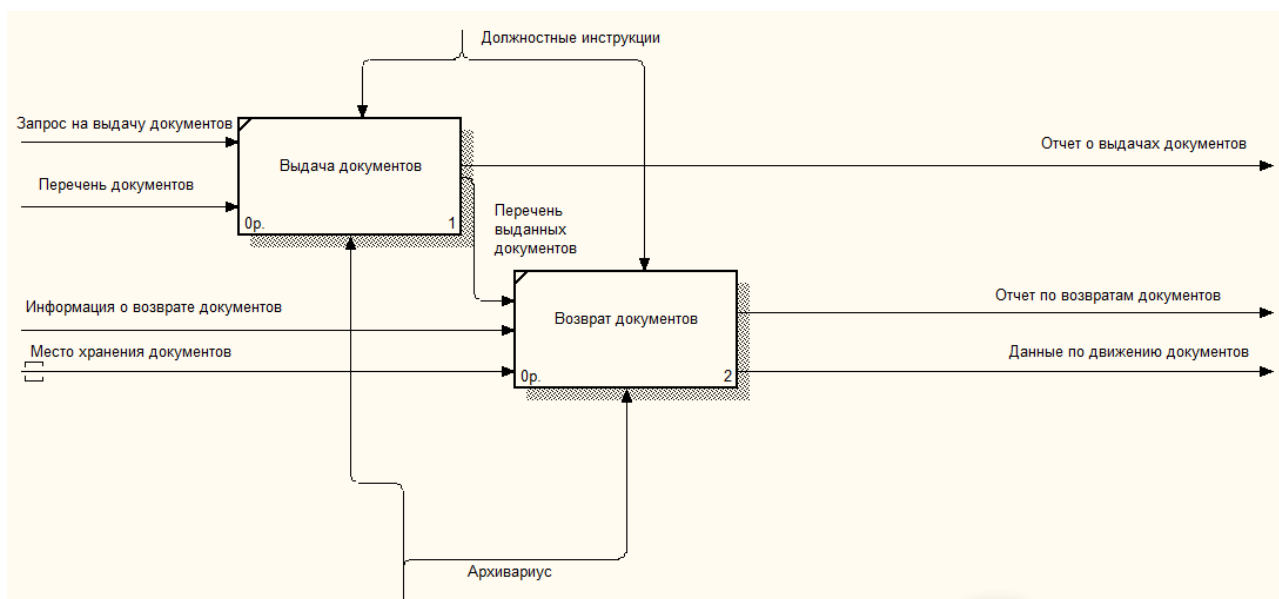 Должностные инструкции
Запрос на выдачу документов
Выдача документов
Отчет о выдачах документов
Перечень документов
0р.
1
Перечень
выданных
документов
Информация о возврате документов
Возврат документов
Отчет по возвратам документов
Место хранения документов
Данные по движению документов
0р.
2
Архивариус